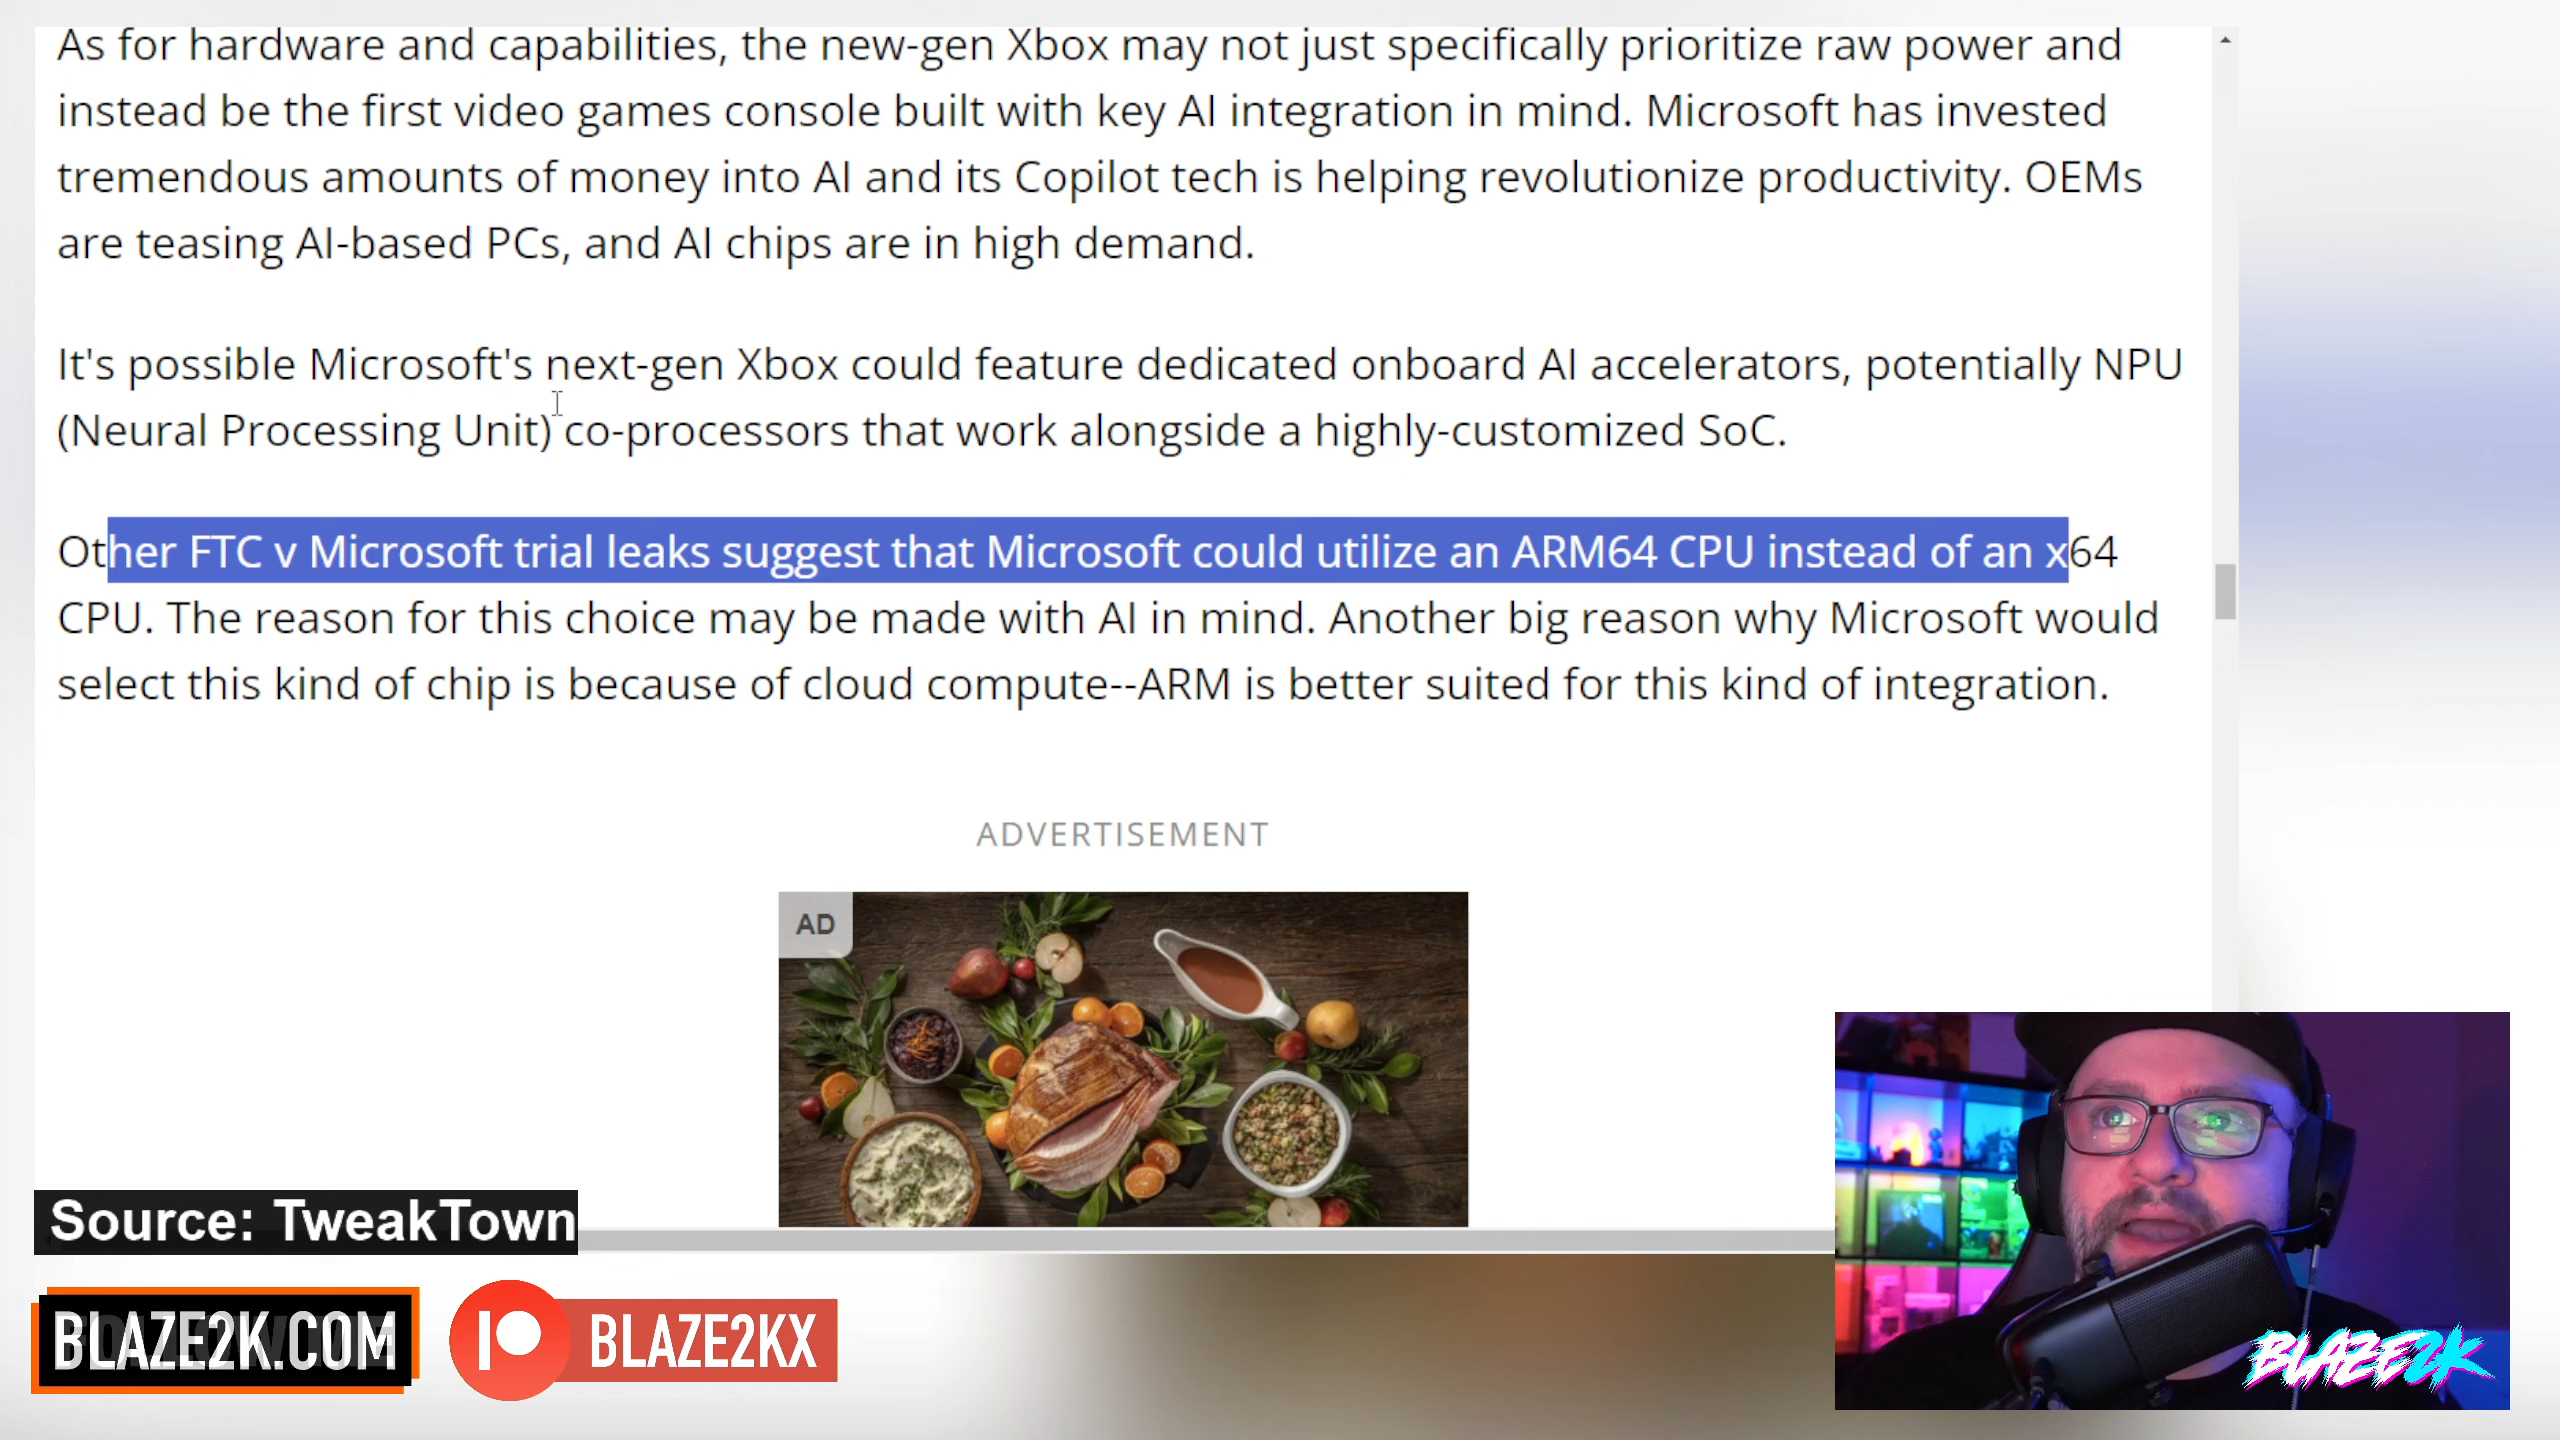 As for hardware and capabilities, the new-gen Xbox may not just specifically prioritize raw power and
instead be the first video games console built with key AI integration in mind. Microsoft has invested
tremendous amounts of money into AI and its Copilot tech is helping revolutionize productivity. OEMs
are teasing AI-based PCs, and AI chips are in high demand.
It's possible Microsoft's next-gen Xbox could feature dedicated onboard AI accelerators, potentially NPU
(Neural Processing Unit) co-processors that work alongside a highly-customized SoC.
Other FTC v Microsoft trial leaks suggest that Microsoft could utilize an ARM64 CPU instead of an x64
CPU. The reason for this choice may be made with AI in mind. Another big reason why Microsoft would
select this kind of chip is because of cloud compute--ARM is better suited for this kind of integration.
ADVERTISEMENT
AD
Source: TweakTown
BLAZE2K.COM
BLAZE2KX
BLAZE2K